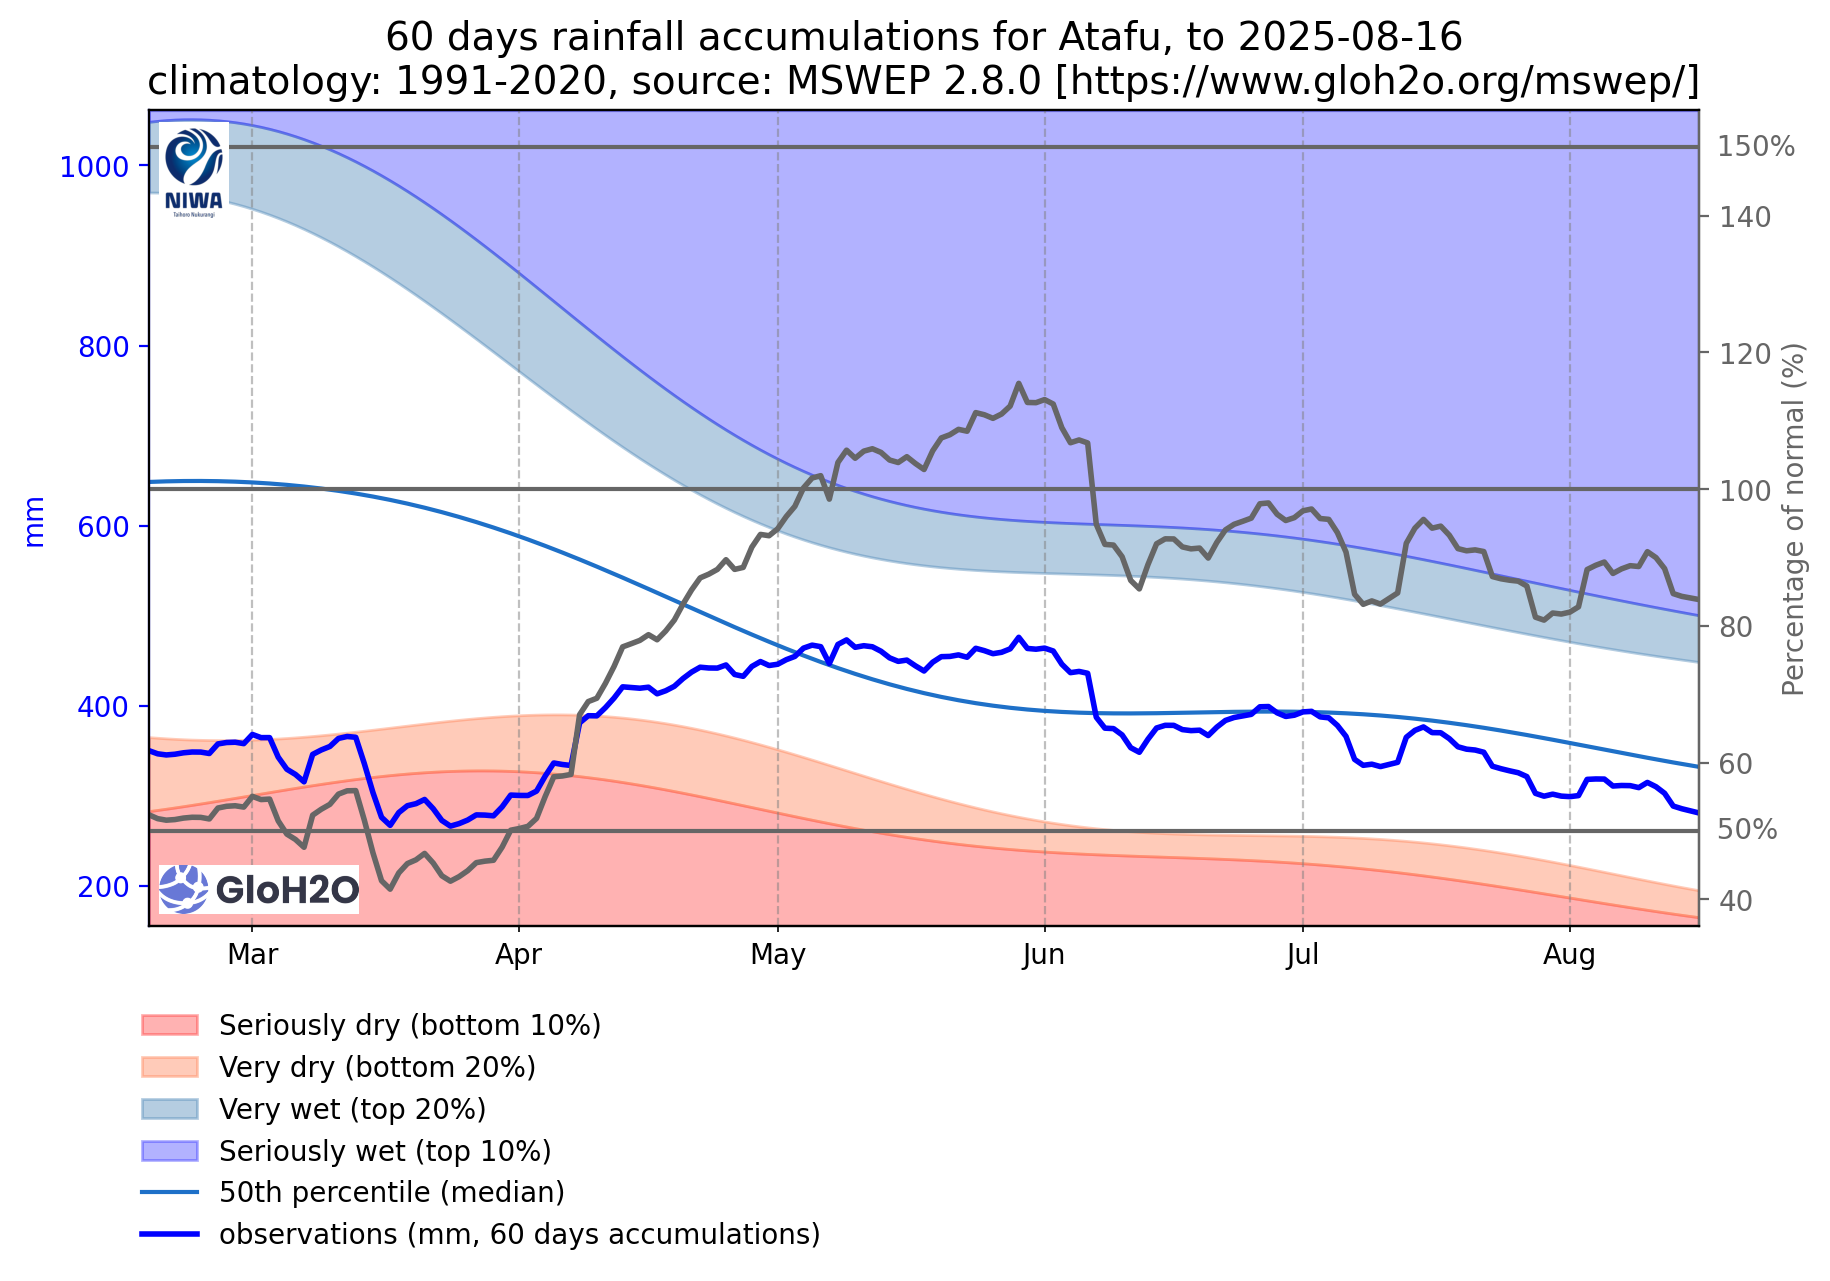 60 days rainfall accumulations for Atafu, to 2025-08-16
climatology: 1991-2020, source: MSWEP 2.8.0 [https://www.gloh2o.org/mswep/]
NIWA
Taihoro Nukurangi
1000
800
600
400
200
mm
150%
140
120
100
80
60
50%
40
Percentage of normal (%)
GloH2O
Mar
Apr
May
Jun
Jul
Aug
Seriously dry (bottom 10%)
Very dry (bottom 20%)
Very wet (top 20%)
Seriously wet (top 10%)
50th percentile (median)
observations (mm, 60 days accumulations)